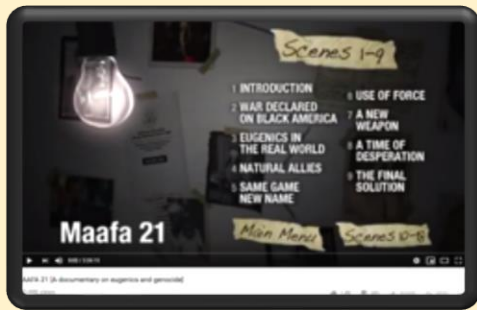 Scenes 1-9
1 INTRODUCTION
2 WAR DECLARED
ON BLACK AMERICA
3 EUGENICS IN
THE REAL WORLD
4 NATURAL ALLIES
5 SAME GAME
NEW NAME
6 USE OF FORCE
7 A NEW
WEAPON
8 A TIME OF
DESPERATION
9 THE FINAL
SOLUTION
Maafa 21
Main Menu
Scenes 10-18
MAFA 21 [A documentary on eugenics and genocide]